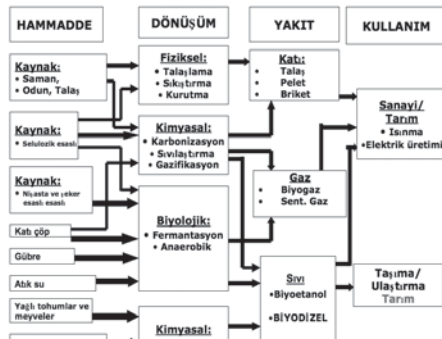 HAMMADDE
DÖNÜŞÜM
YAKIT
KULLANIM
Kaynak:
• Saman,
• Odun, Talaş
Kaynak:
• Selulozik esaslı
Kaynak:
• Nişasta ve şeker
esaslı esaslı
Katı çöp
Gübre
Atık su
Yağlı tohumlar ve
meyveler
Fiziksel:
• Talaşlama
• Sıkıştırma
• Kurutma
Kimyasal:
• Karbonizasyon
• Sıvılaştırma
• Gazifikasyon
Biyolojik:
• Fermantasyon
• Anaerobik
Kimyasal:
Katı:
• Talaş
• Pelet
• Briket
Gaz
• Biyogaz
• Sent. Gaz
Sıvı
•Biyoetanol
•BİYODİZEL
Sanayi/
Tarım
• Isınma
•Elektrik üretimi
Taşıma/
Ulaştırma
Tarım